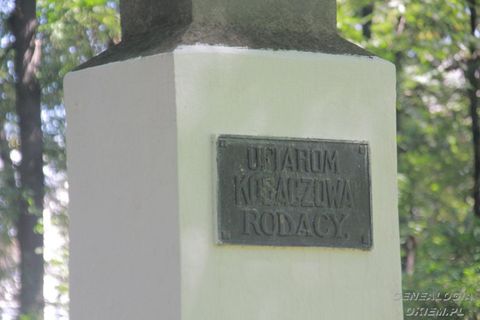 OFIAROM
KOSACZOWA
RODACY.
GENEALOGIA
OKIEM.PL